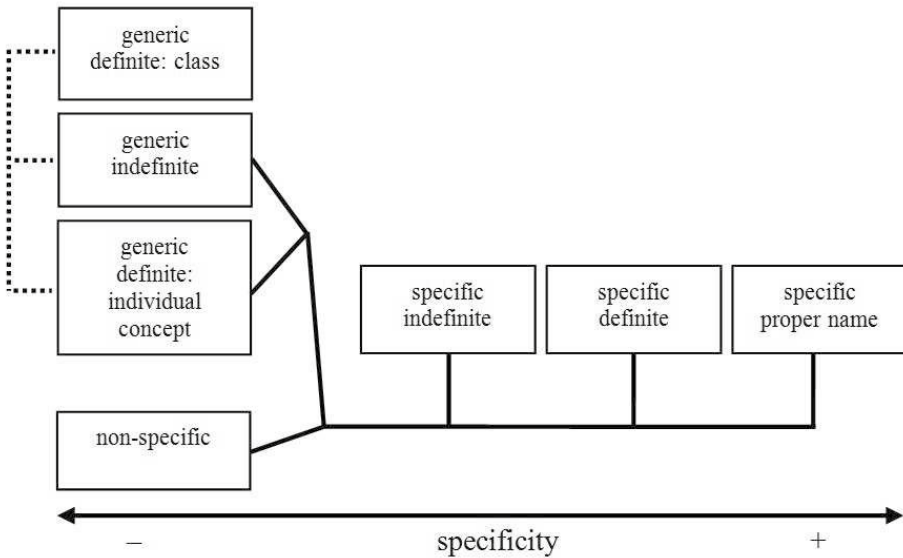 generic
definite: class
generic
indefinite
generic
definite:
individual
concept
specific
indefinite
specific
definite
specific
proper name
non-specific
– specificity +